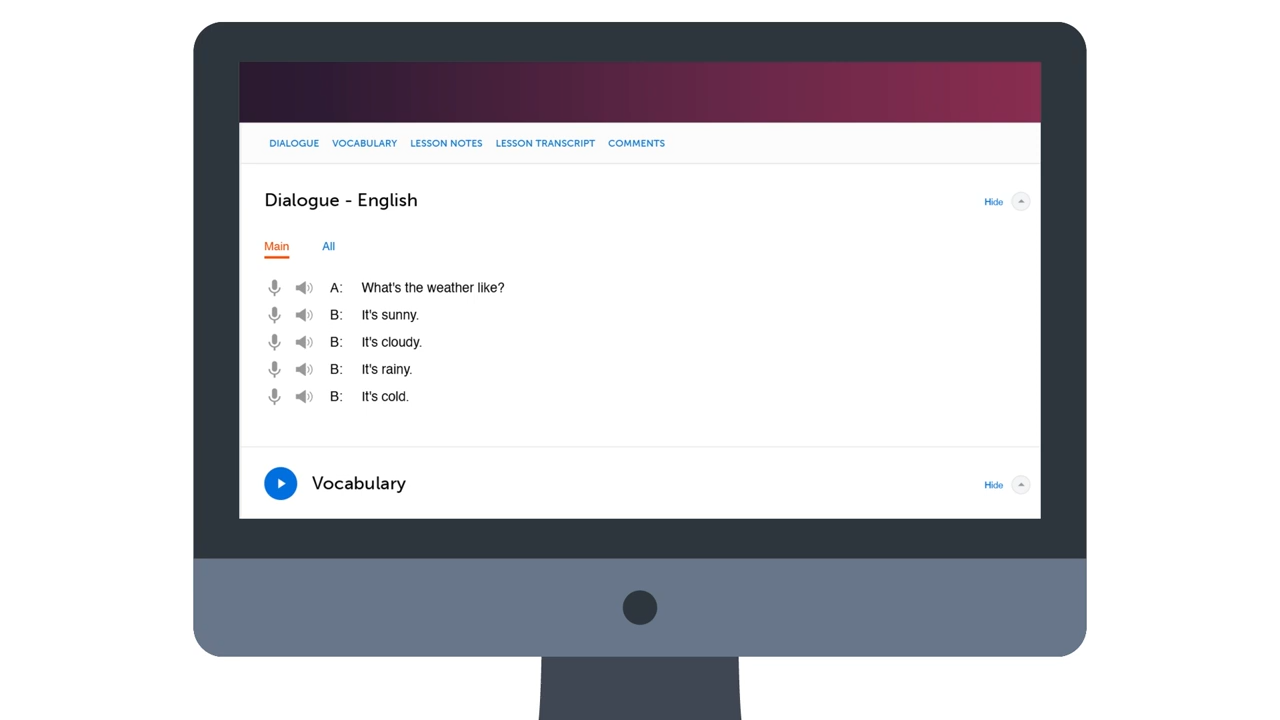 DIALOGUE VOCABULARY LESSON NOTES LESSON TRANSCRIPT COMMENTS
Dialogue - English Hide
Main All
A: What's the weather like?
B: It's sunny.
B: It's cloudy.
B: It's rainy.
B: It's cold.
Vocabulary Hide